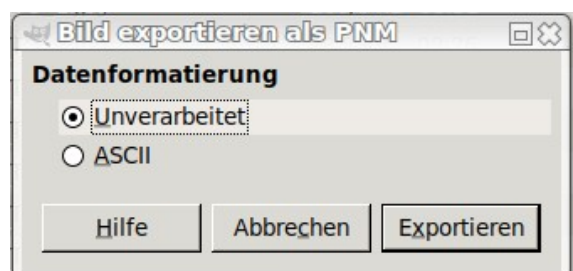 Bild exportieren als PNM
Datenformatierung
Unverarbeitet
ASCII
Hilfe Abbrechen Exportieren